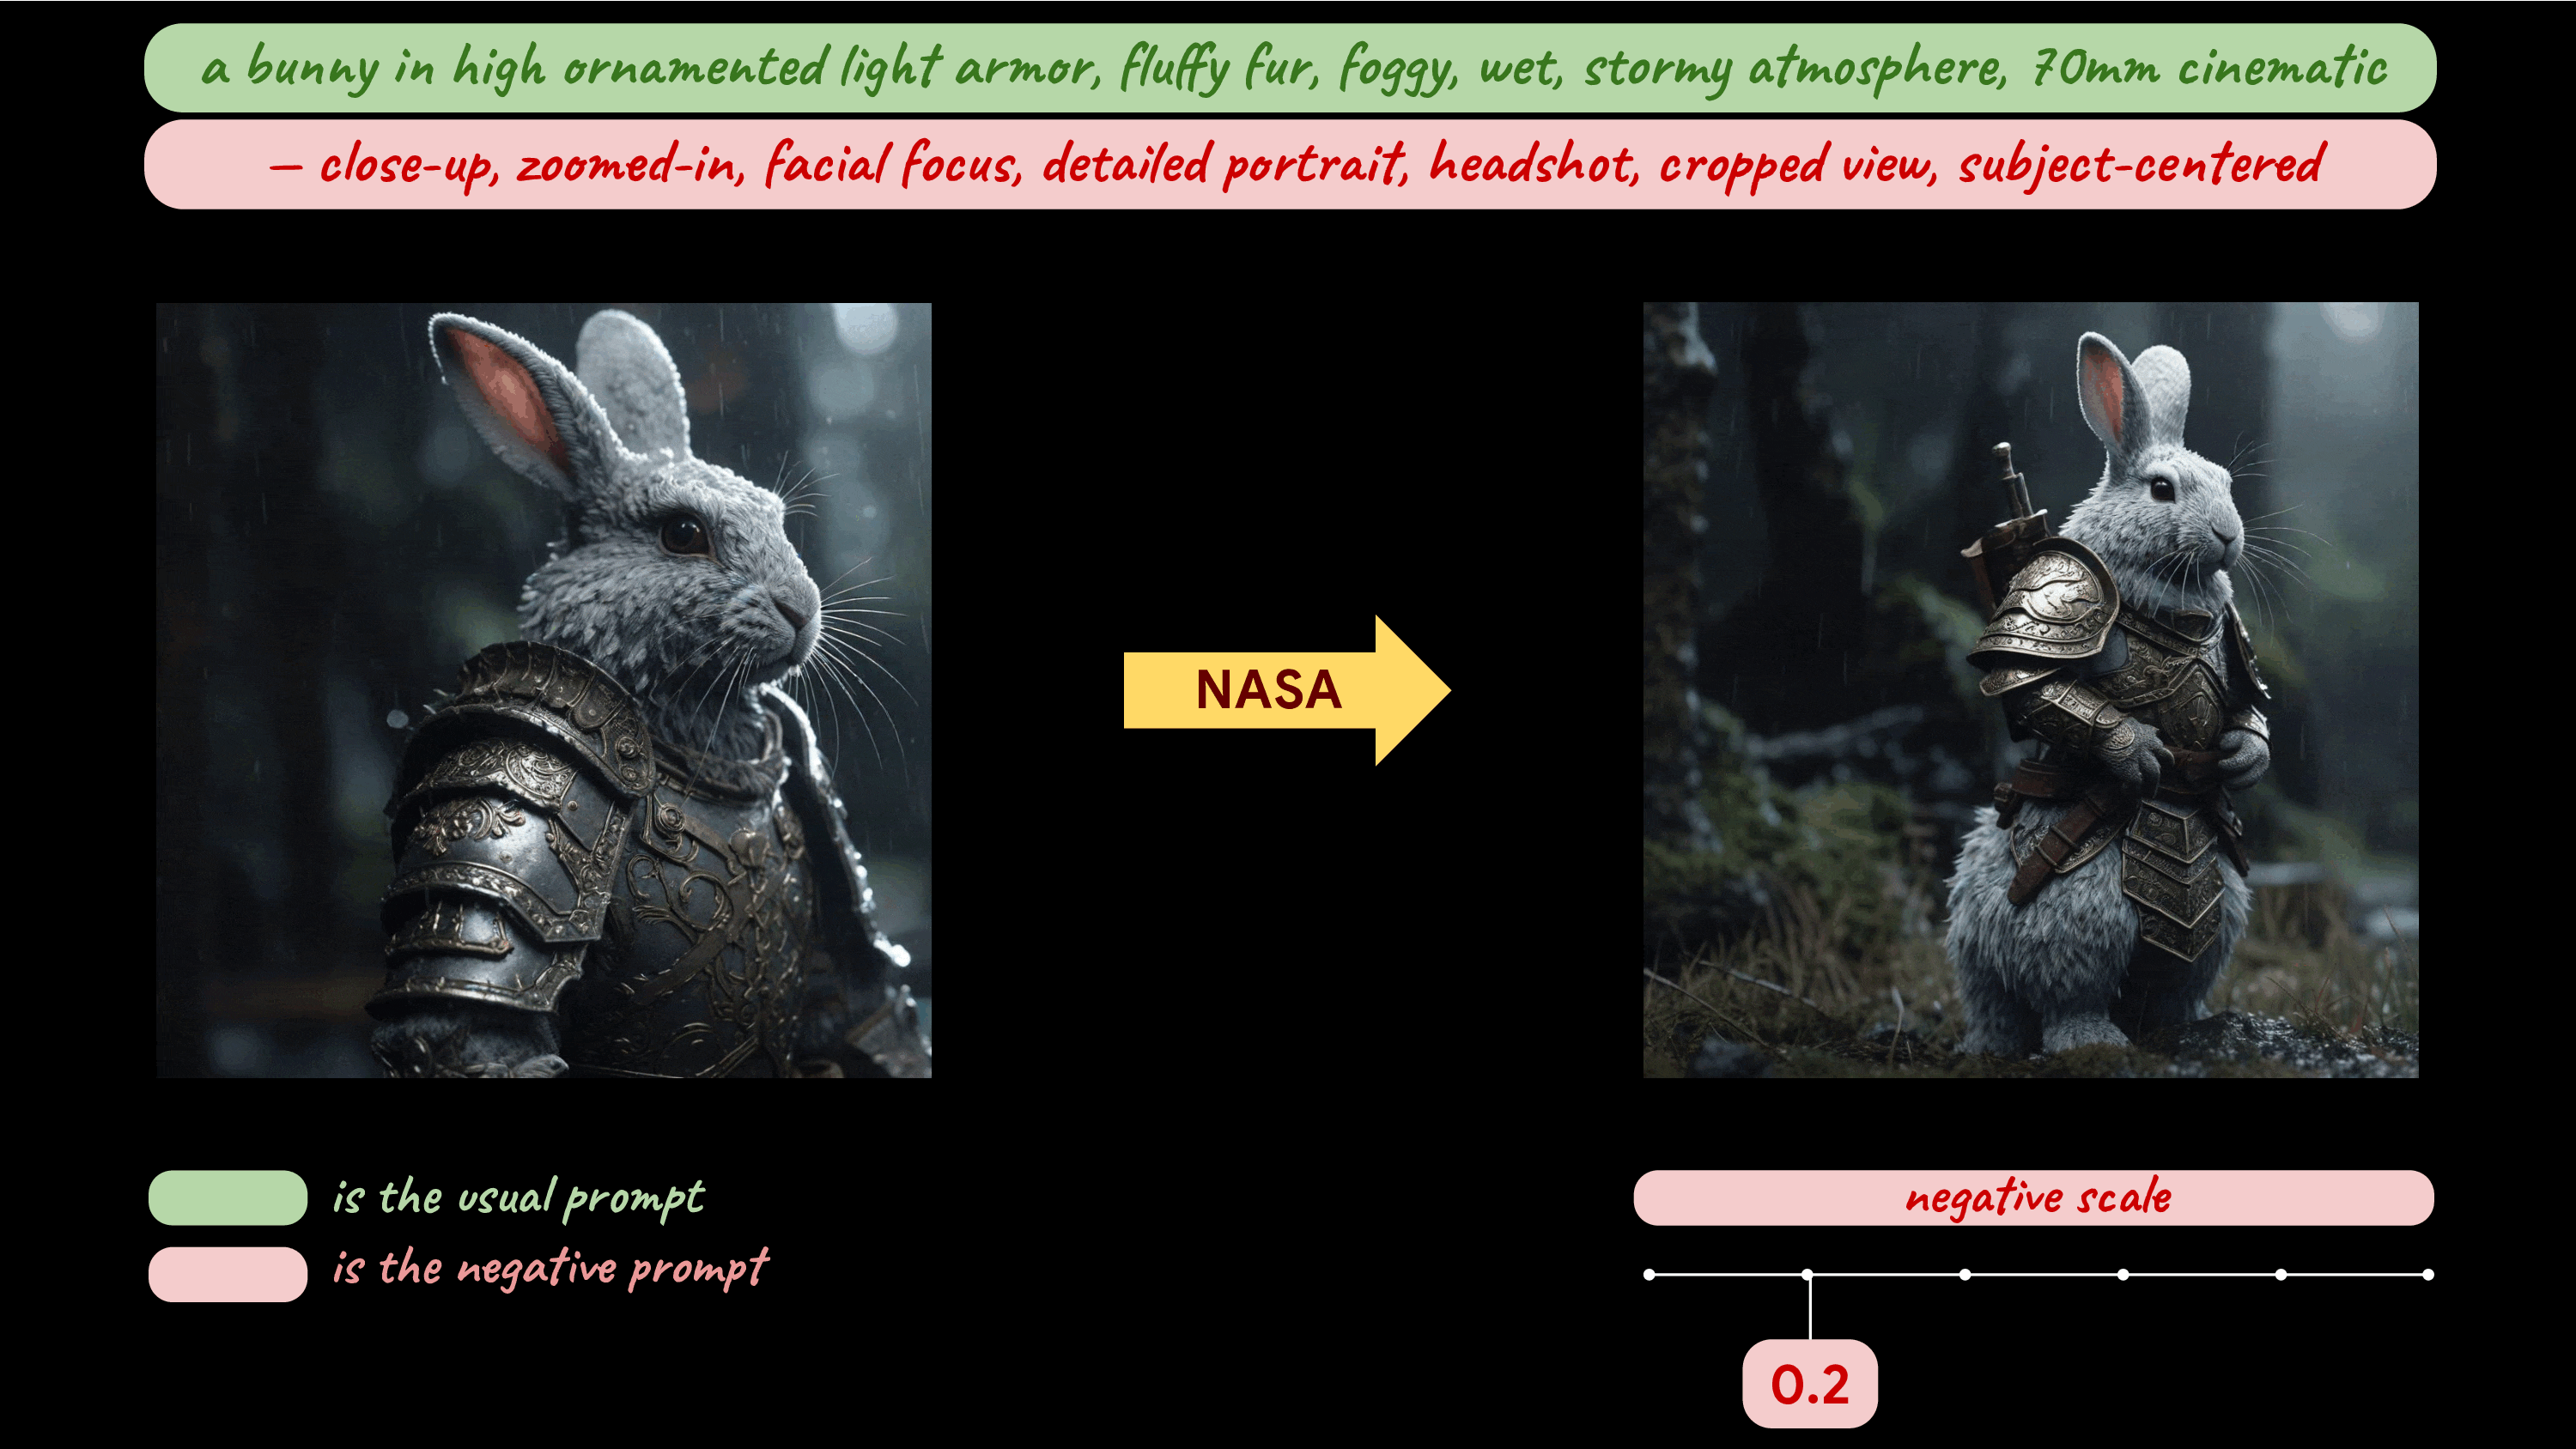 a bunny in high ornamented light armor, fluffy fur, foggy, wet, stormy atmosphere, 70mm cinematic
— close-up, zoomed-in, facial focus, detailed portrait, headshot, cropped view, subject-centered
NASA
is the usual prompt
is the negative prompt
negative scale
0.2